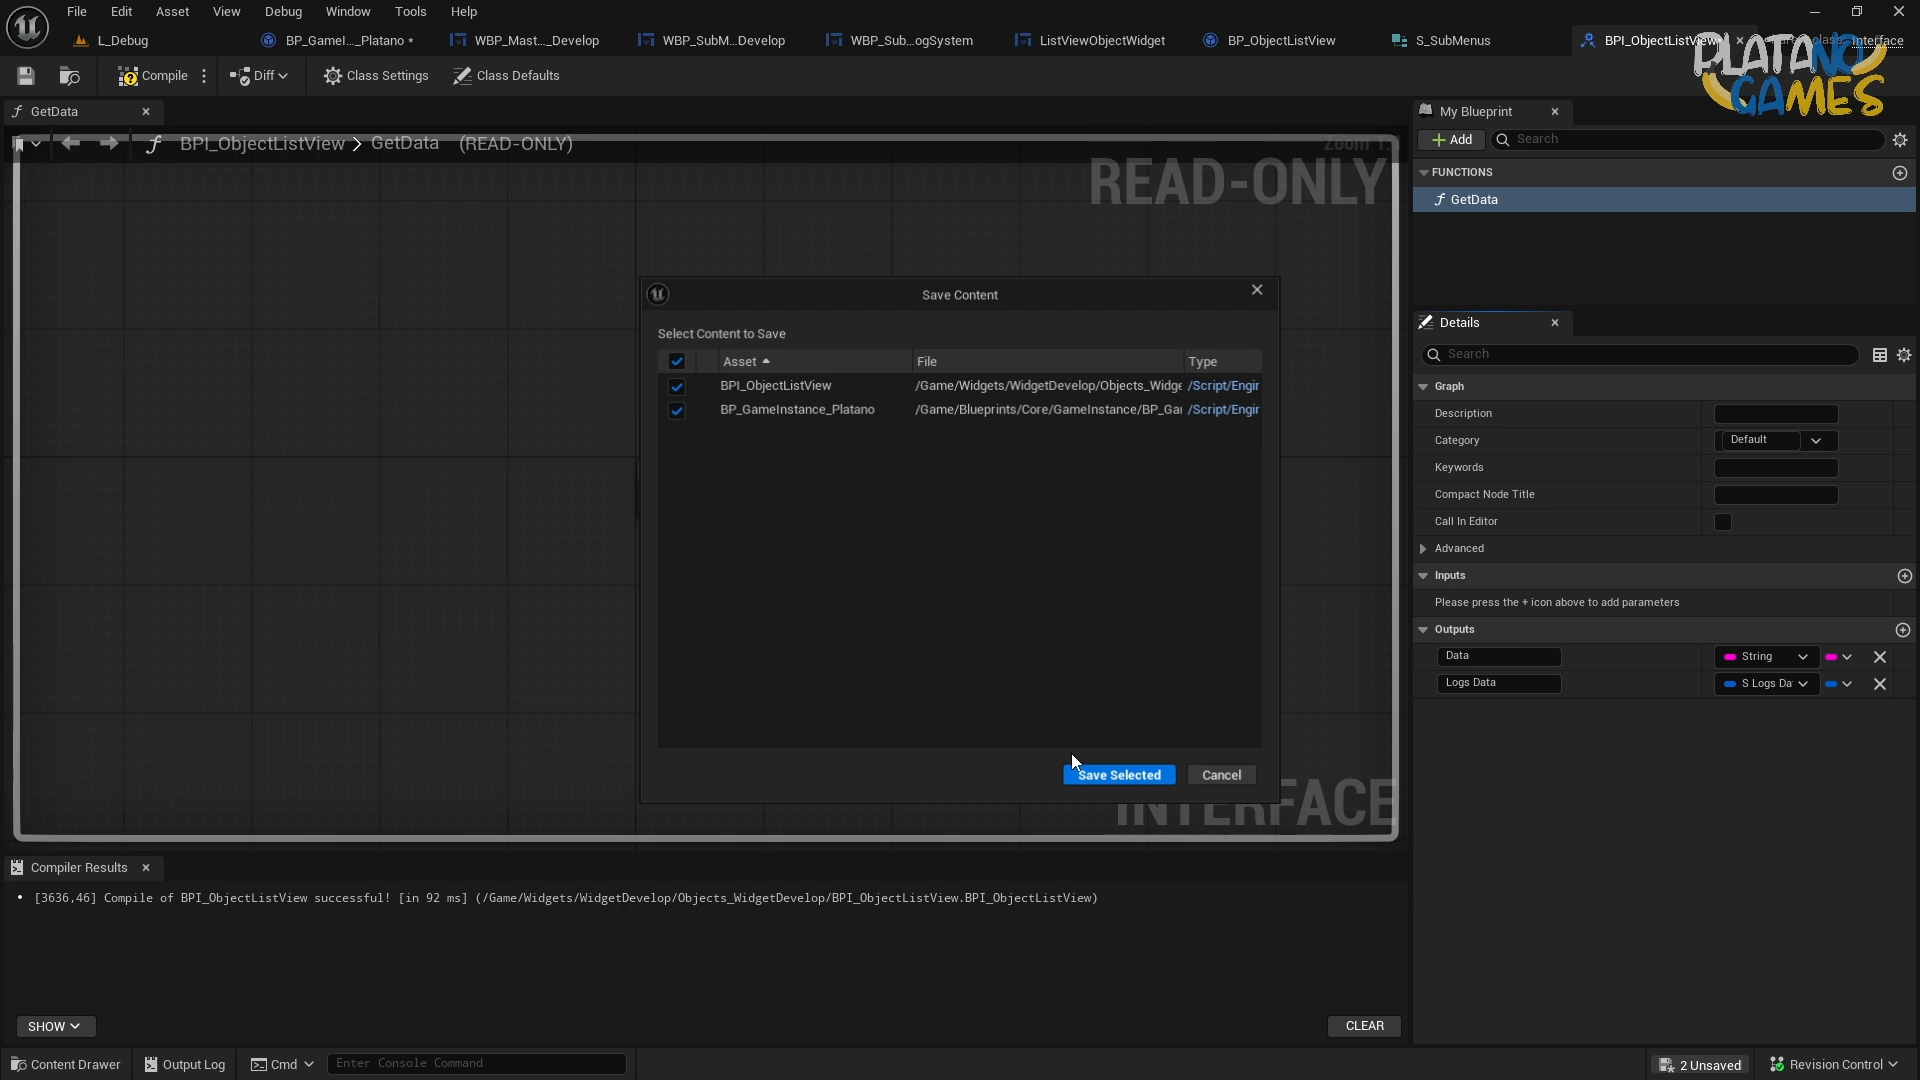 File Edit Asset View Debug Window Tools Help
L_Debug
BP_GameI..._Platano *
WBP_Mast..._Develop
WBP_SubM...Develop
WBP_Sub..ogSystem
ListViewObjectWidget
BP_ObjectListView
S_SubMenus
BPI_ObjectListView
Interface
PLATANO
GAMES
Compile
Diff
Class Settings
Class Defaults
GetData
BPI_ObjectListView > GetData (READ-ONLY)
READ-ONLY
Save Content
Select Content to Save
Asset File Type
BPI_ObjectListView /Game/Widgets/WidgetDevelop/Objects_Widge /Script/Engin
BP_GameInstance_Platano /Game/Blueprints/Core/GameInstance/BP_Gai /Script/Engin
Save Selected
Cancel
INTERFACE
My Blueprint
Add
Search
FUNCTIONS
GetData
Details
Search
Graph
Description
Category Default
Keywords
Compact Node Title
Call In Editor
Advanced
Inputs
Please press the + icon above to add parameters
Outputs
Data String
Logs Data S Logs Da
Compiler Results
• [3636,46] Compile of BPI_ObjectListView successful! [in 92 ms] (/Game/Widgets/WidgetDevelop/Objects_WidgetDevelop/BPI_ObjectListView.BPI_ObjectListView)
SHOW
CLEAR
Content Drawer
Output Log
Cmd
Enter Console Command
2 Unsaved
Revision Control